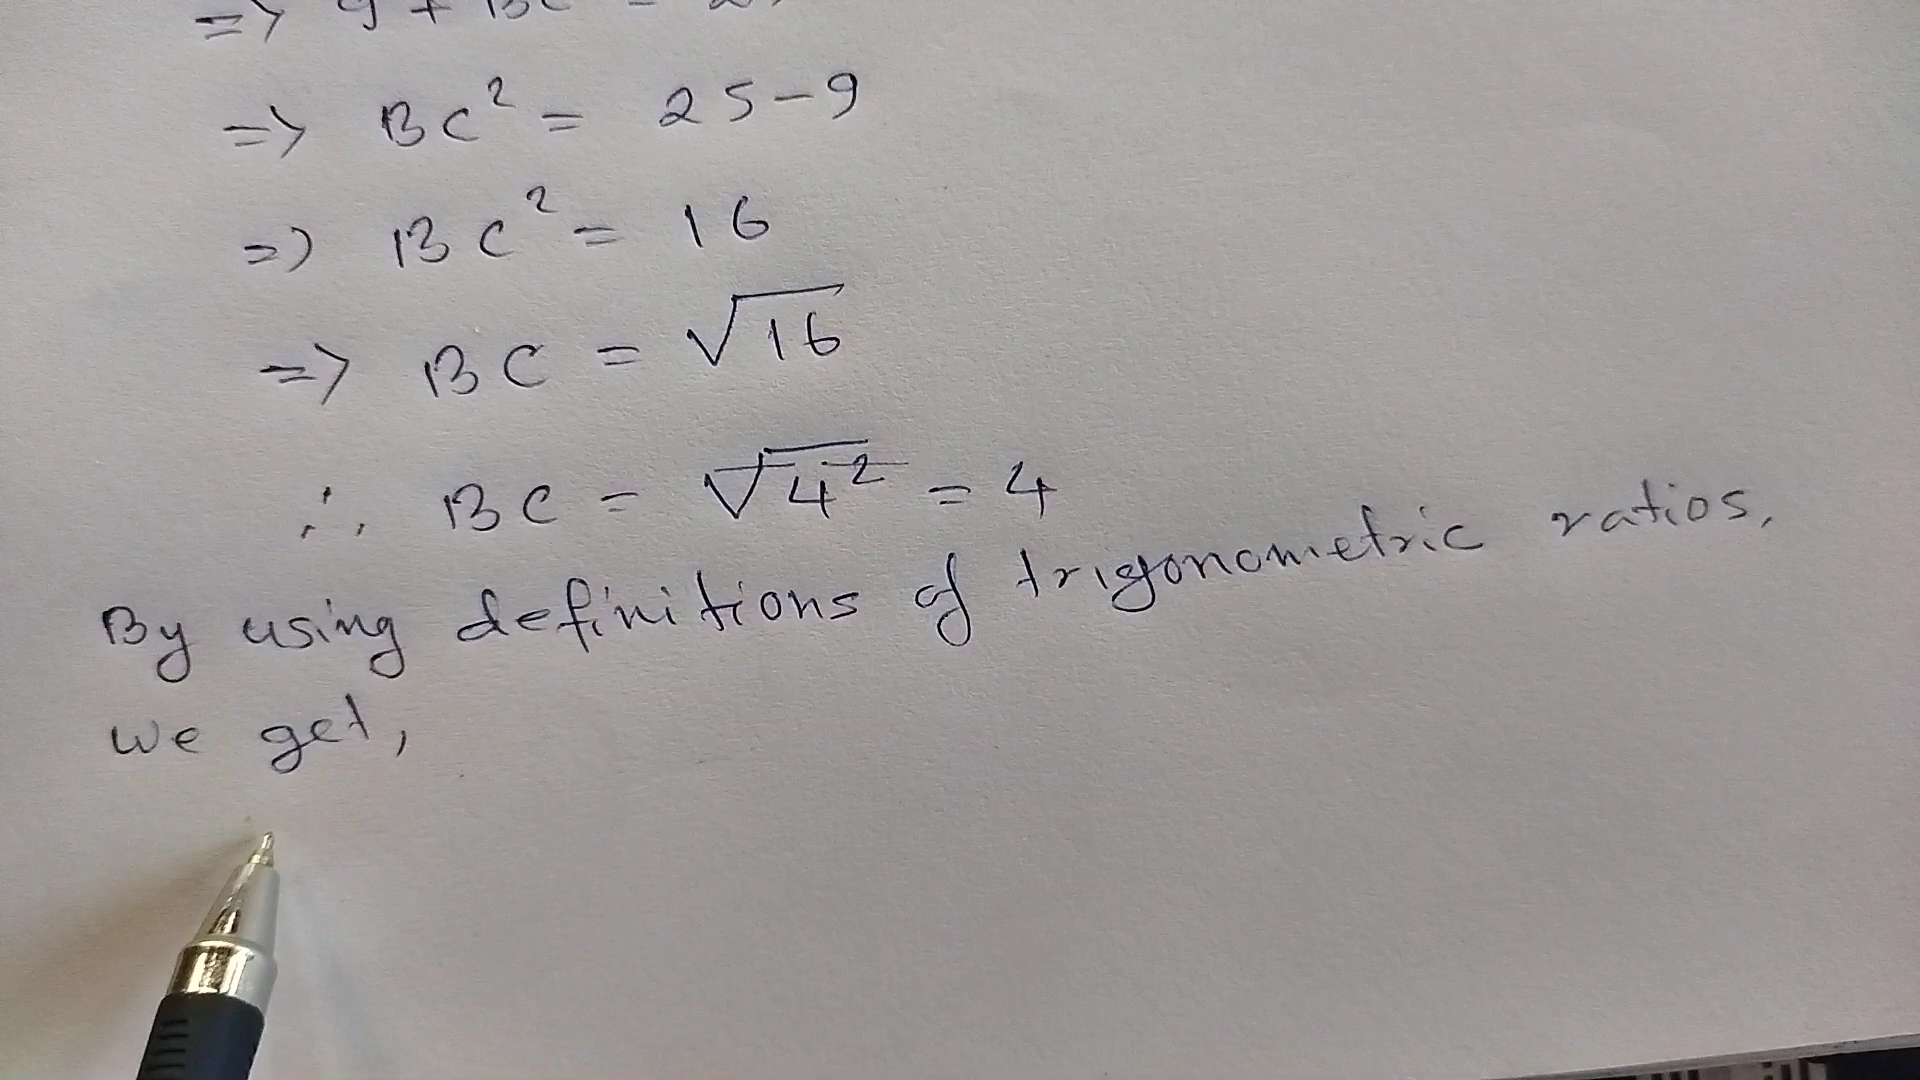 => BC² = 25-9
=> BC² = 16
=> BC = √16
∴ BC = √4² = 4
By using definitions of trigonometric ratios,
we get,